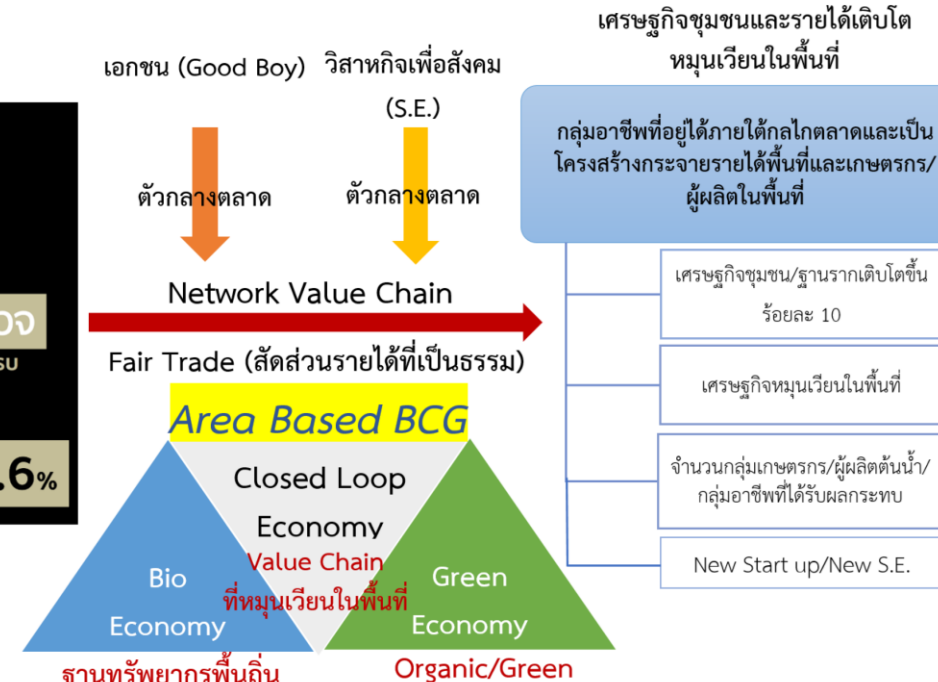 เศรษฐกิจชุมชนและรายได้เติบโต
หมุนเวียนในพื้นที่
เอกชน (Good Boy)
วิสาหกิจเพื่อสังคม
(S.E.)
ตัวกลางตลาด
ตัวกลางตลาด
กลุ่มอาชีพที่อยู่ได้ภายใต้กลไกตลาดและเป็น
โครงสร้างกระจายรายได้พื้นที่และเกษตรกร/
ผู้ผลิตในพื้นที่
Network Value Chain
Fair Trade (สัดส่วนรายได้ที่เป็นธรรม)
Area Based BCG
Closed Loop
Economy
Value Chain
ที่หมุนเวียนในพื้นที่
Bio
Economy
Green
Economy
ฐานทรัพยากรพื้นถิ่น
Organic/Green
เศรษฐกิจชุมชน/ฐานรากเติบโตขึ้น
ร้อยละ 10
เศรษฐกิจหมุนเวียนในพื้นที่
จำนวนกลุ่มเกษตรกร/ผู้ผลิตต้นน้ำ/
กลุ่มอาชีพที่ได้รับผลกระทบ
New Start up/New S.E.
.6%